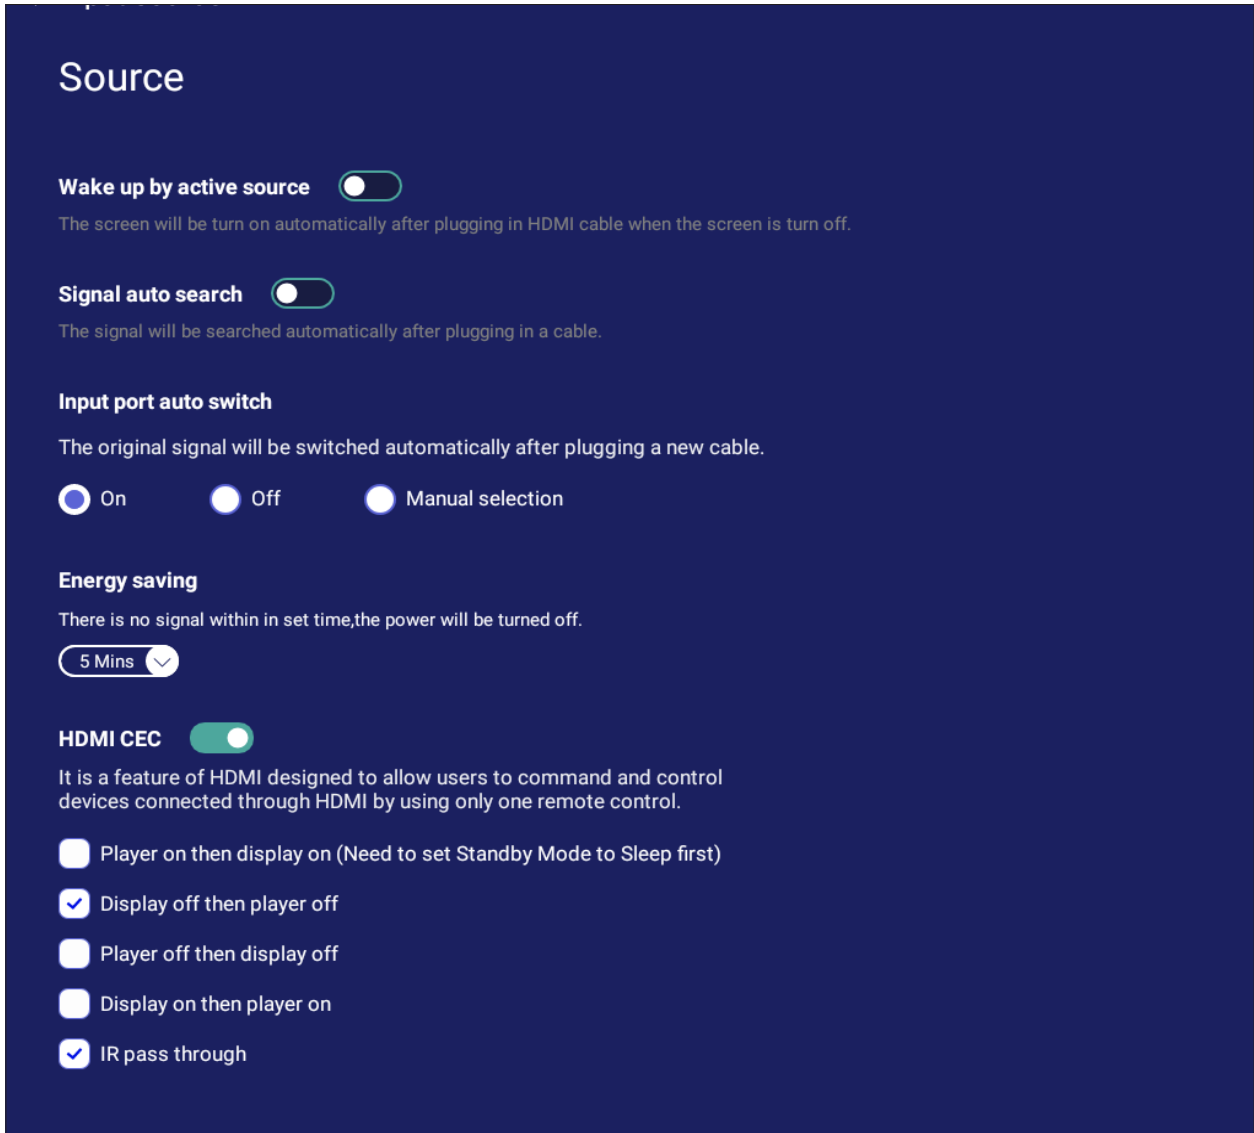 Source
Wake up by active source
The screen will be turn on automatically after plugging in HDMI cable when the screen is turn off.
Signal auto search
The signal will be searched automatically after plugging in a cable.
Input port auto switch
The original signal will be switched automatically after plugging a new cable.
On Off Manual selection
Energy saving
There is no signal within in set time,the power will be turned off.
5 Mins
HDMI CEC
It is a feature of HDMI designed to allow users to command and control
devices connected through HDMI by using only one remote control.
Player on then display on (Need to set Standby Mode to Sleep first)
Display off then player off
Player off then display off
Display on then player on
IR pass through